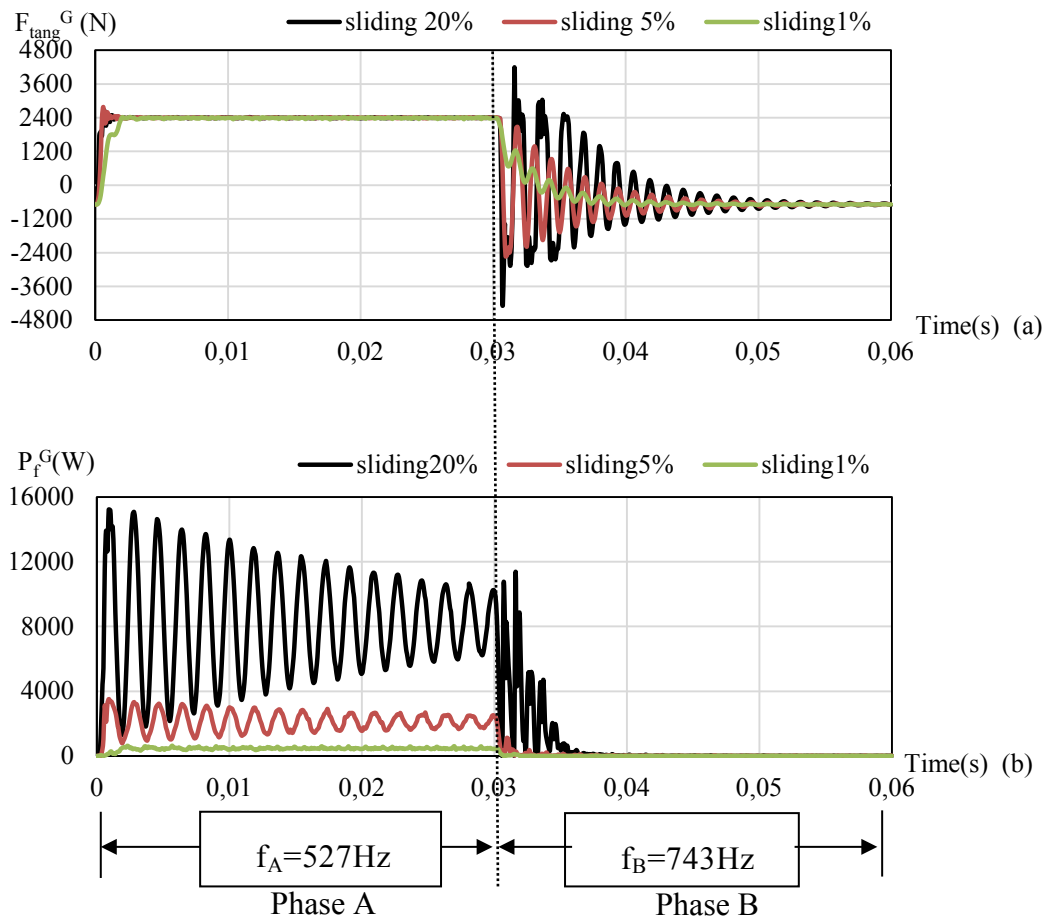 F_tang^G (N)
sliding 20% sliding 5% sliding1%
4800
3600
2400
1200
0
-1200
-2400
-3600
-4800
Time(s) (a)
0 0,01 0,02 0,03 0,04 0,05 0,06
P_f^G(W)
sliding20% sliding5% sliding1%
16000
12000
8000
4000
0
Time(s) (b)
0 0,01 0,02 0,03 0,04 0,05 0,06
f_A=527Hz f_B=743Hz
Phase A Phase B